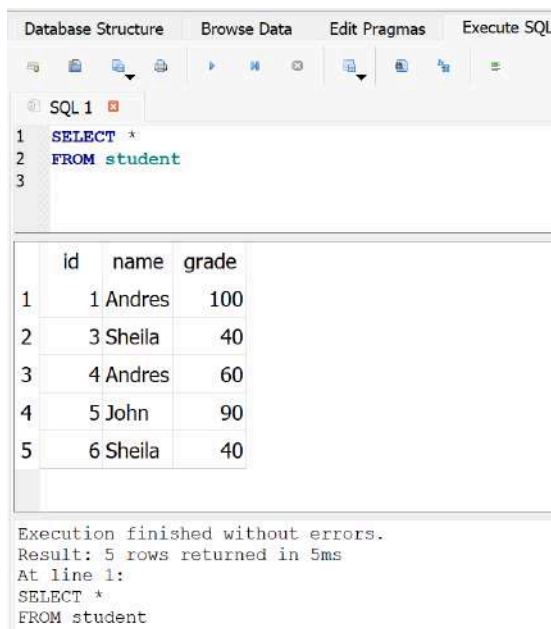 Database Structure Browse Data Edit Pragmas Execute SQL
SQL 1
1 SELECT *
2 FROM student
3
id name grade
1 1 Andres 100
2 3 Sheila 40
3 4 Andres 60
4 5 John 90
5 6 Sheila 40
Execution finished without errors.
Result: 5 rows returned in 5ms
At line 1:
SELECT *
FROM student